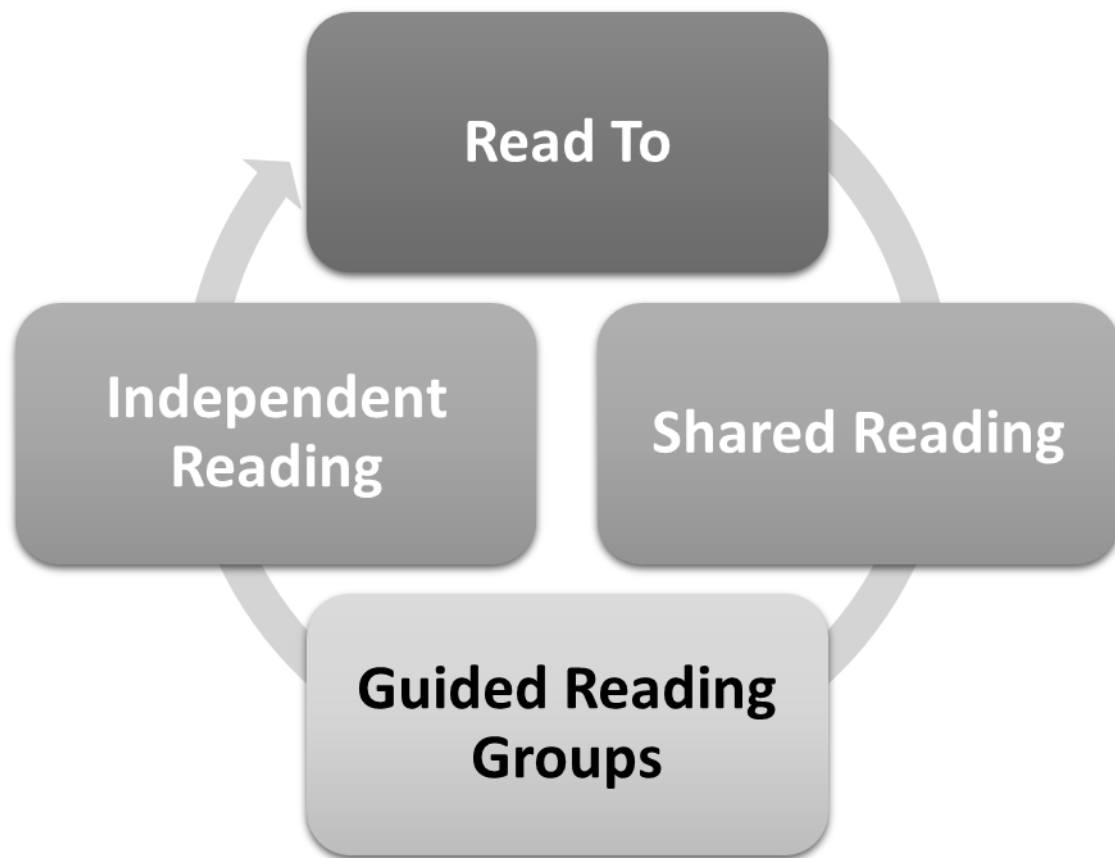 Read To
Shared Reading
Guided Reading
Groups
Independent
Reading